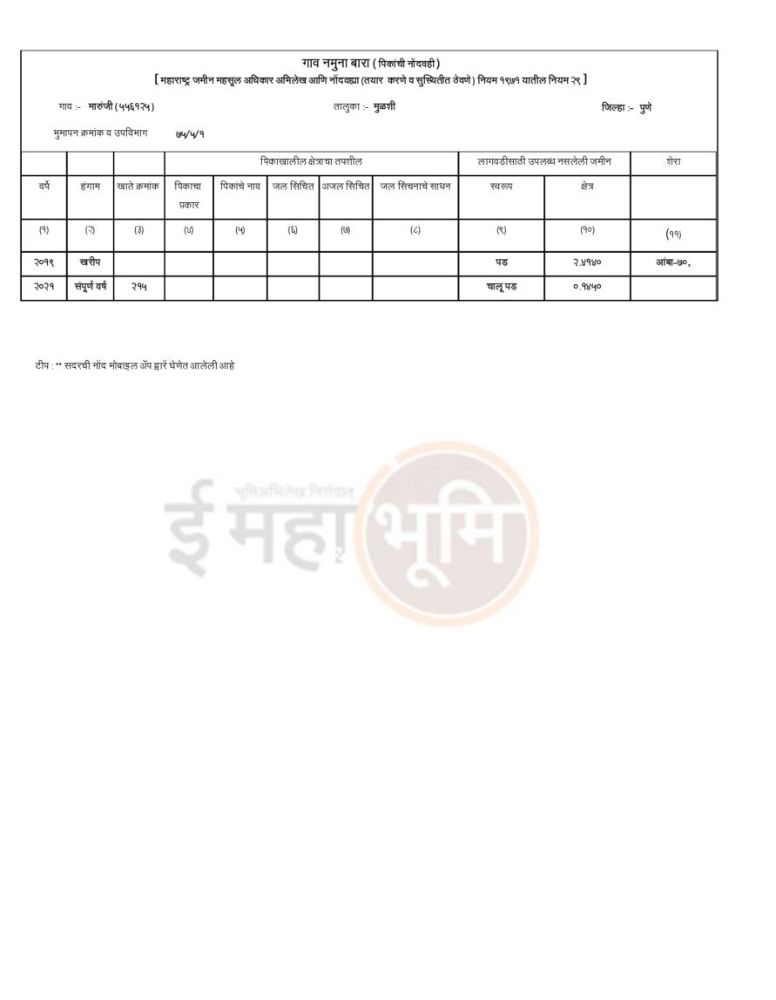 गाव नमुना बारा ( पिकांची नोंदवही )
[ महाराष्ट्र जमीन महसूल अधिकार अभिलेख आणि नोंदवह्या (तयार करणे व सुस्थितीत ठेवणे ) नियम १९७१ यातील नियम २९ ]
गाव :- मारुंजी ( ५५६१२५ ) तालुका :- मुळशी जिल्हा :- पुणे
भुमापन क्रमांक व उपविभाग ७५/५/१
पिकाखालील क्षेत्राचा तपशील लागवडीसाठी उपलब्ध नसलेली जमीन शेरा
वर्षे हंगाम खाते क्रमांक पिकाचा प्रकार पिकांचे नाव जल सिंचित अजल सिंचित जल सिंचनाचे साधन स्वरूप क्षेत्र
(१) (२) (३) (४) (५) (६) (७) (८) (९) (१०) (११)
२०१९ खरीप पड २.४१४० आंबा-७०,
२०२१ संपूर्ण वर्ष २१५ चालू पड ०.१४५०
टीप : ** सदरची नोंद मोबाइल ॲप द्वारें घेणेत आलेली आहे
ई महाभूमि